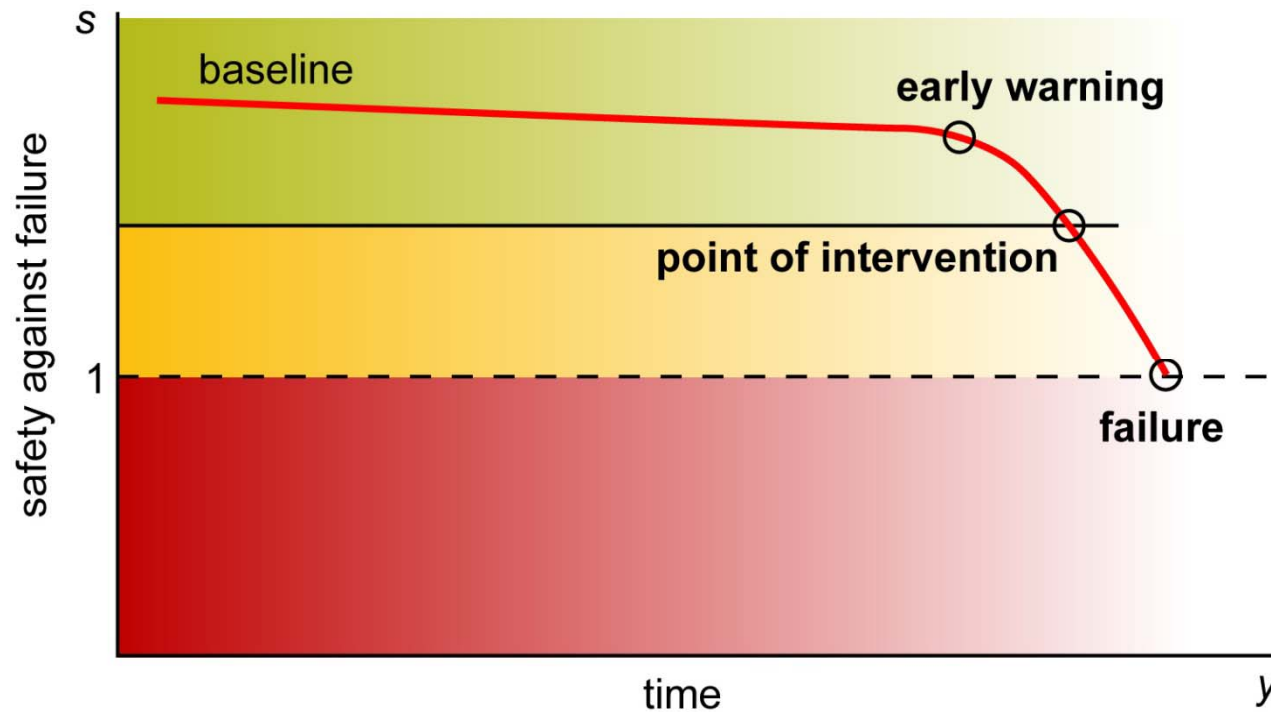 s
baseline
early warning
point of intervention
1
failure
safety against failure
time
y